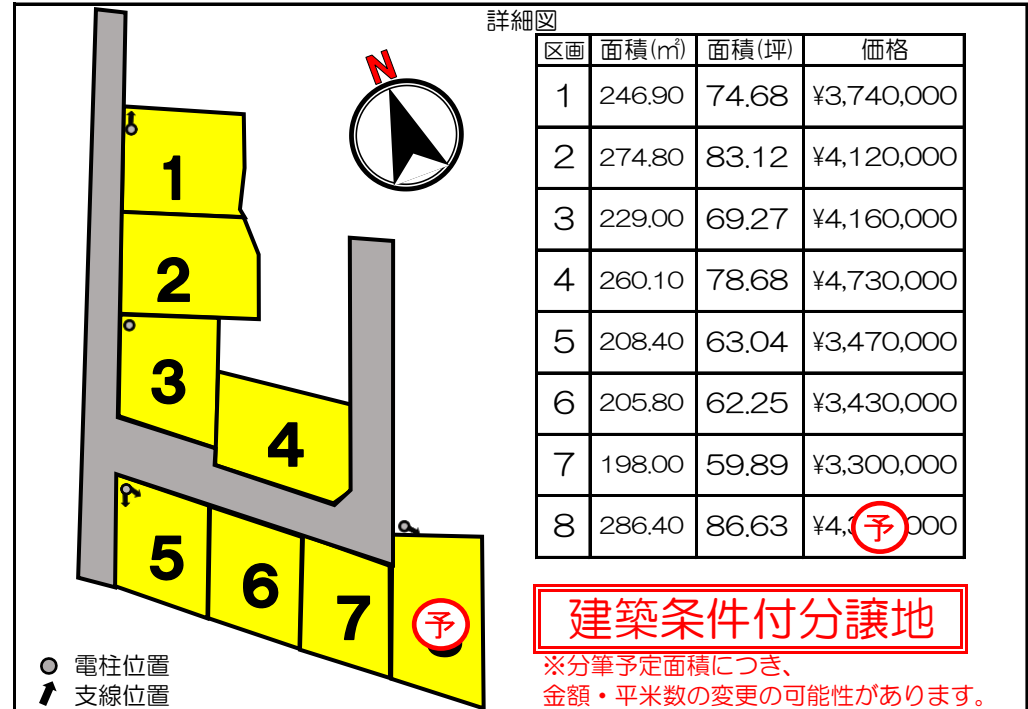 詳細図
N
区画 面積(㎡) 面積(坪) 価格
1 246.90 74.68 ¥3,740,000
2 274.80 83.12 ¥4,120,000
3 229.00 69.27 ¥4,160,000
4 260.10 78.68 ¥4,730,000
5 208.40 63.04 ¥3,470,000
6 205.80 62.25 ¥3,430,000
7 198.00 59.89 ¥3,300,000
8 286.40 86.63 予
1
2
3
4
5
6
7
予
電柱位置
支線位置
建築条件付分譲地
※分筆予定面積につき、
金額・平米数の変更の可能性があります。